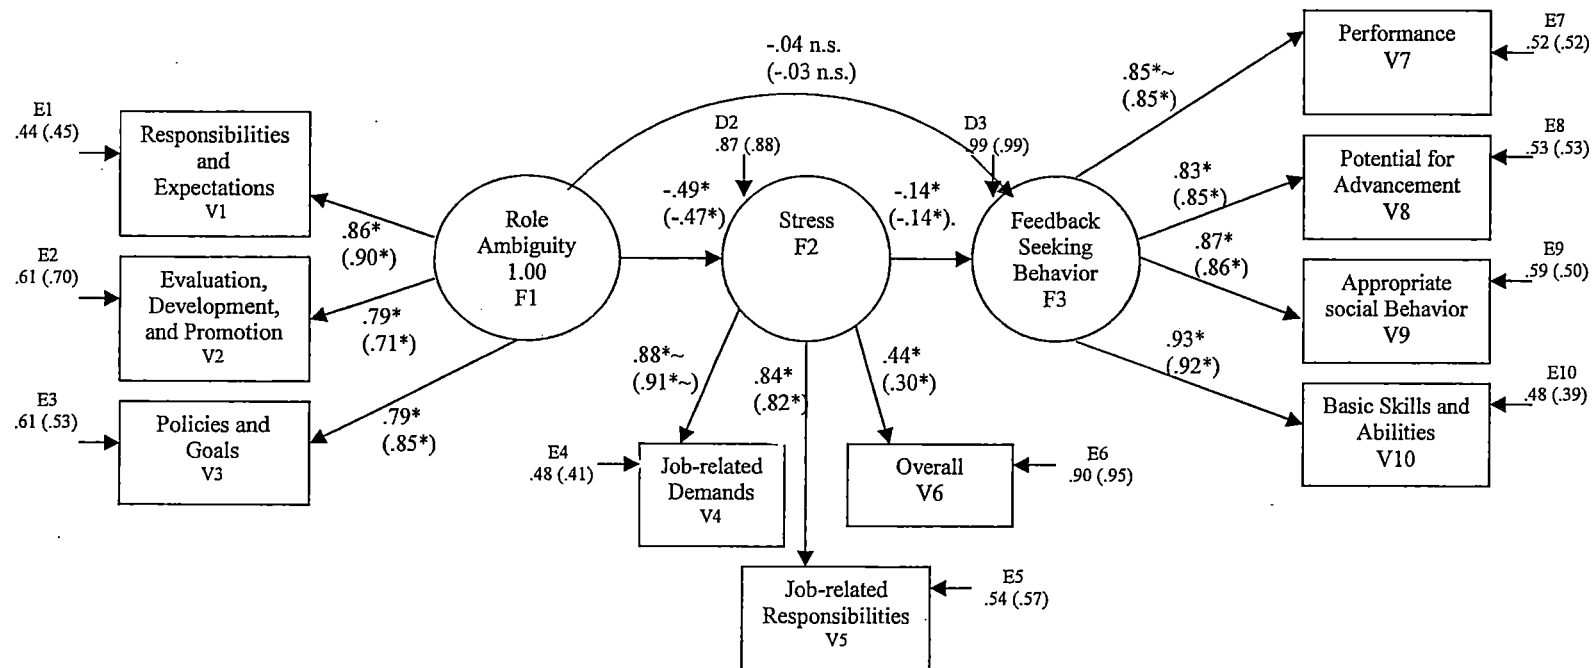 -.04 n.s.
(-.03 n.s.)
E1
.44 (.45)
Responsibilities
and
Expectations
V1
.86*
(.90*)
E2
.61 (.70)
Evaluation,
Development,
and Promotion
V2
.79*
(.71*)
E3
.61 (.53)
Policies and
Goals
V3
.79*
(.85*)
Role
Ambiguity
1.00
F1
-.49*
(-.47*)
D2
.87 (.88)
Stress
F2
-.14*
(-.14*).
D3
.99 (.99)
Feedback
Seeking
Behavior
F3
.88*~
(.91*~)
.84*
(.82*)
.44*
(.30*)
E4
.48 (.41)
Job-related
Demands
V4
Overall
V6
E6
.90 (.95)
Job-related
Responsibilities
V5
E5
.54 (.57)
.85*~
(.85*)
Performance
V7
E7
.52 (.52)
.83*
(.85*)
Potential for
Advancement
V8
E8
.53 (.53)
.87*
(.86*)
Appropriate
social Behavior
V9
E9
.59 (.50)
.93*
(.92*)
Basic Skills and
Abilities
V10
E10
.48 (.39)